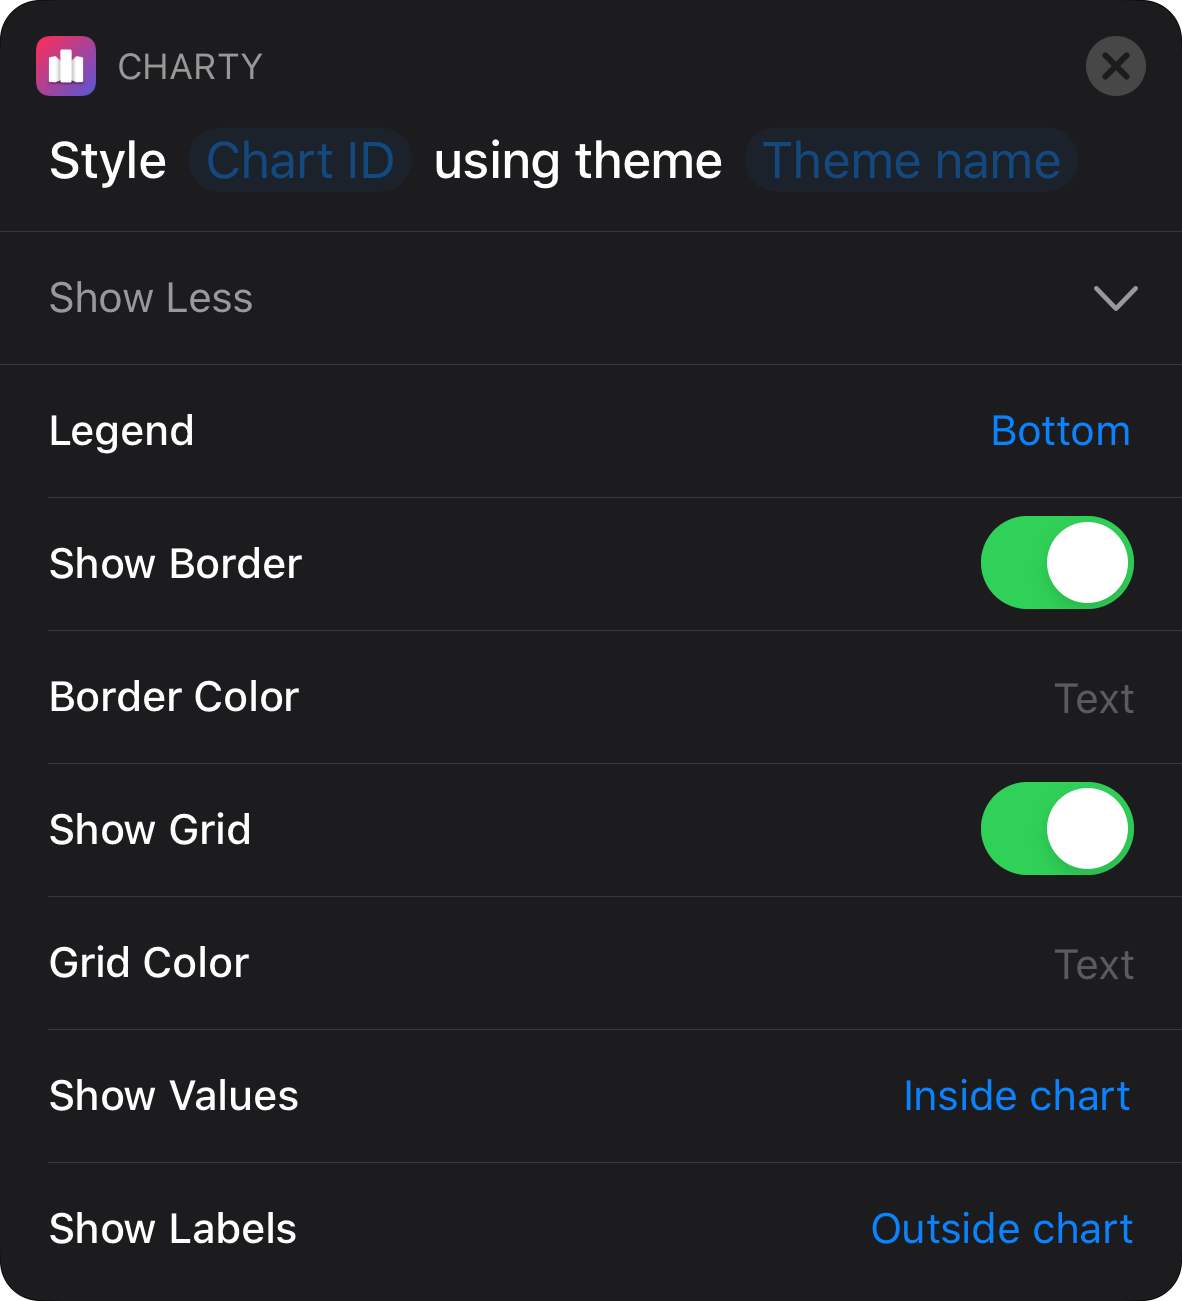 CHARTY
Style Chart ID using theme Theme name
Show Less
Legend Bottom
Show Border
Border Color Text
Show Grid
Grid Color Text
Show Values Inside chart
Show Labels Outside chart